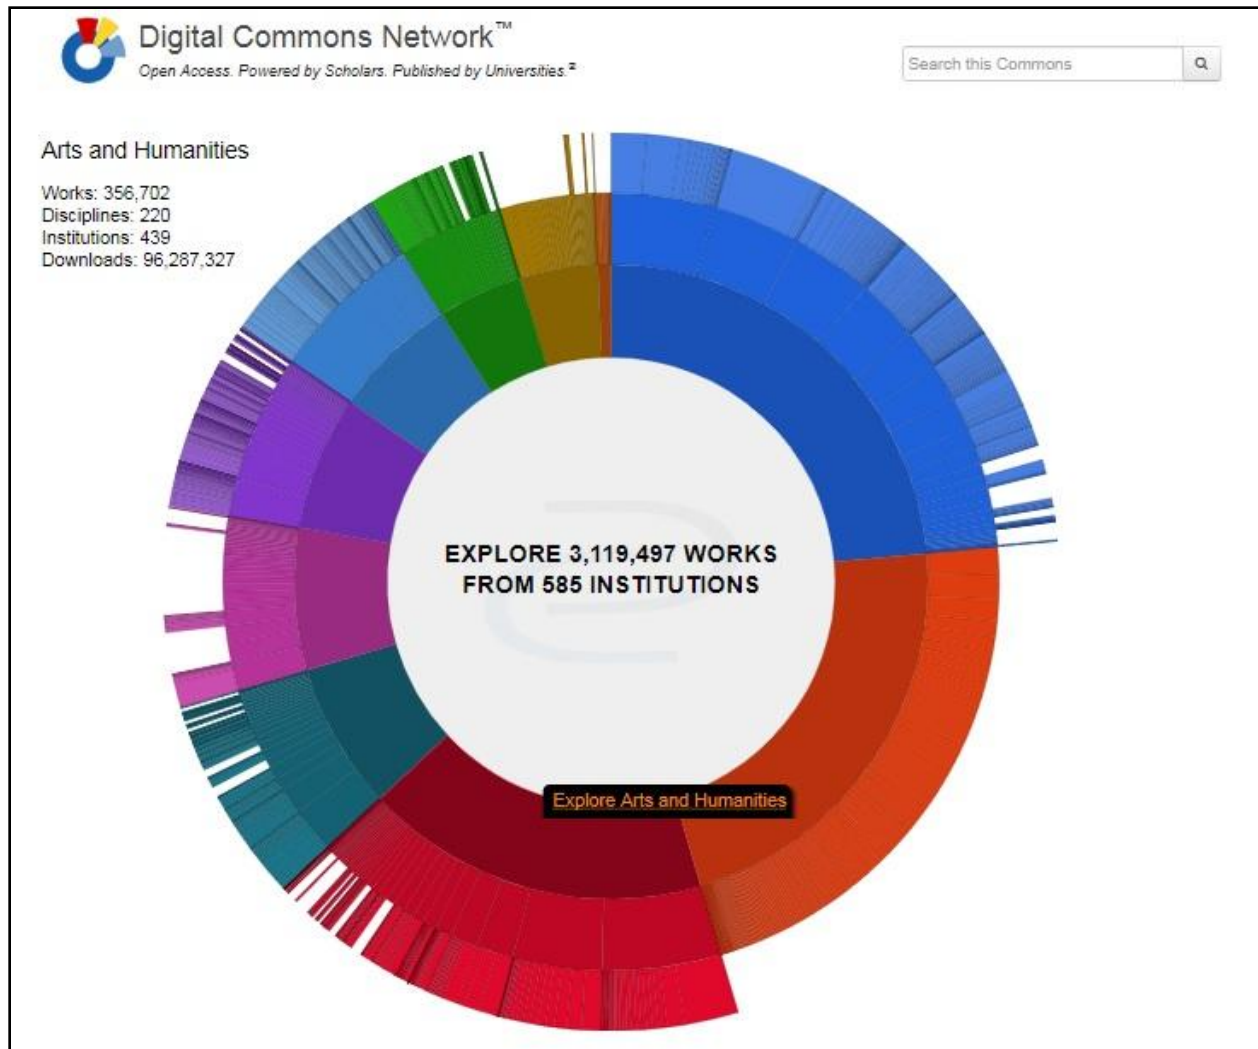 Digital Commons Network™
Open Access. Powered by Scholars. Published by Universities.²
Search this Commons
Arts and Humanities
Works: 356,702
Disciplines: 220
Institutions: 439
Downloads: 96,287,327
EXPLORE 3,119,497 WORKS
FROM 585 INSTITUTIONS
Explore Arts and Humanities